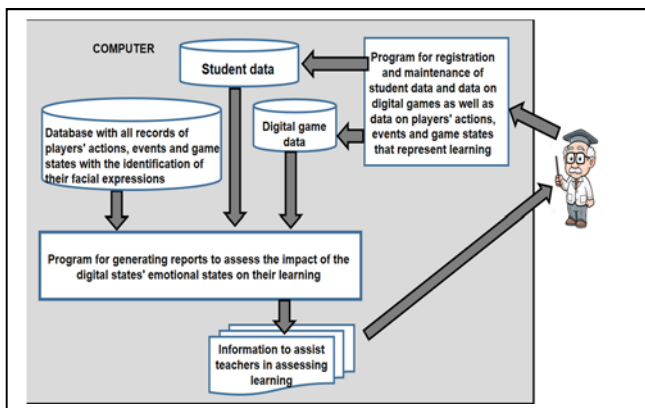 COMPUTER
Student data
Program for registration
and maintenance of
student data and data on
digital games as well as
data on players' actions,
events and game states
that represent learning
Database with all records of
players' actions, events and game
states with the identification of
their facial expressions
Digital game
data
Program for generating reports to assess the impact of the
digital states' emotional states on their learning
Information to assist
teachers in assessing
learning